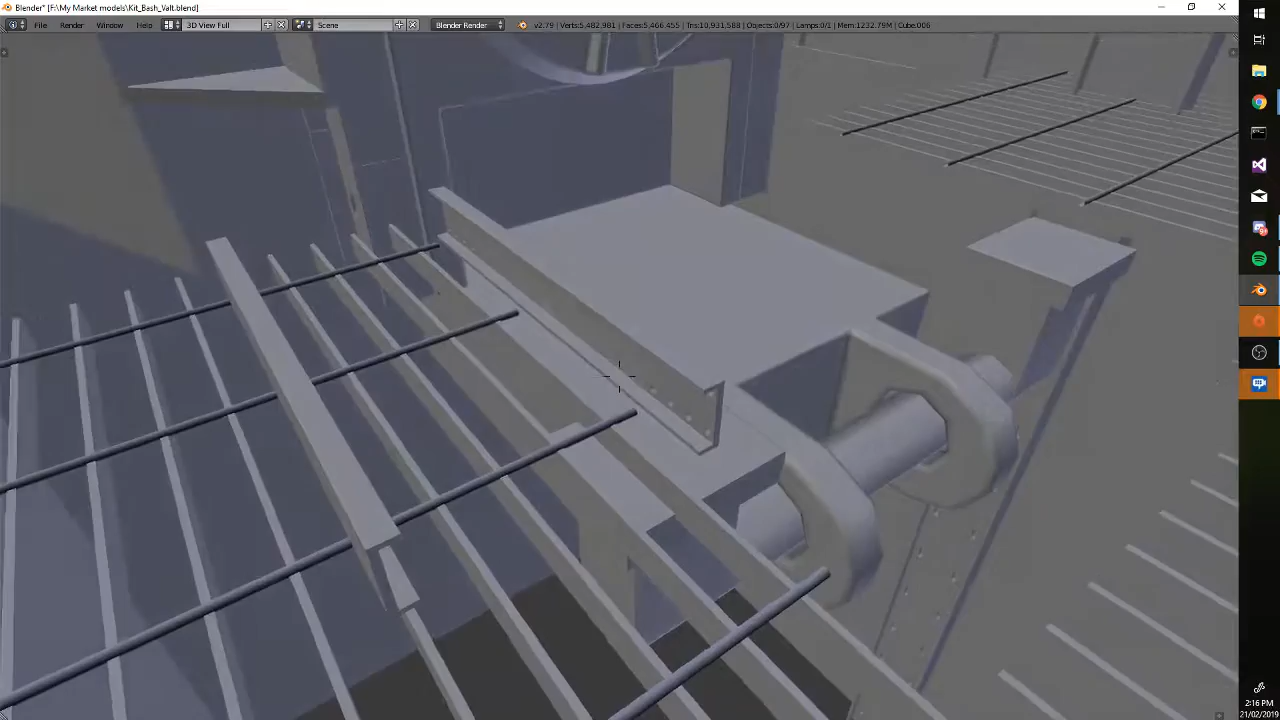 Blender* [F:\My Market models\Kit_Bash_Valt.blend]
File Render Window Help 3D View Full Scene Blender Render v2.79 | Verts:5,482,981 | Faces:5,466,455 | Tris:10,931,588 | Objects:0/97 | Lamps:0/1 | Mem:1232.79M | Cube.006
2:16 PM
21/02/2019